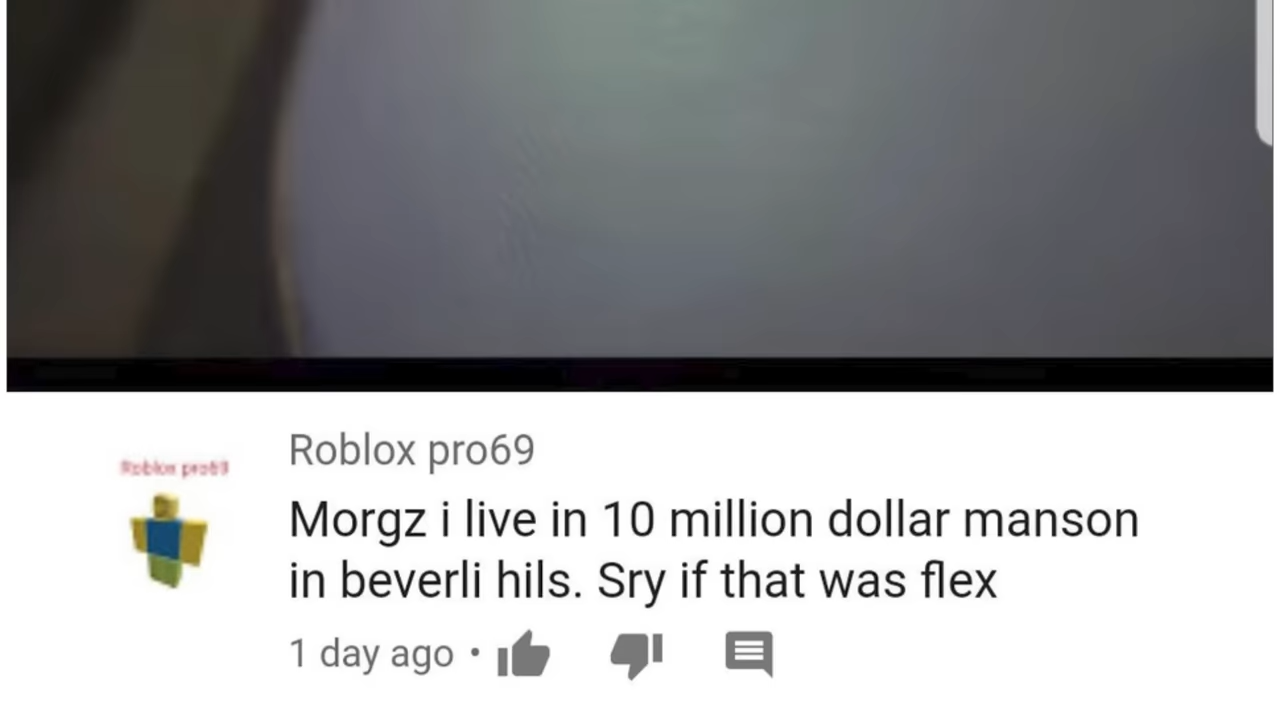 Roblox pro69
Roblox pro69
Morgz i live in 10 million dollar manson
in beverli hils. Sry if that was flex
1 day ago •